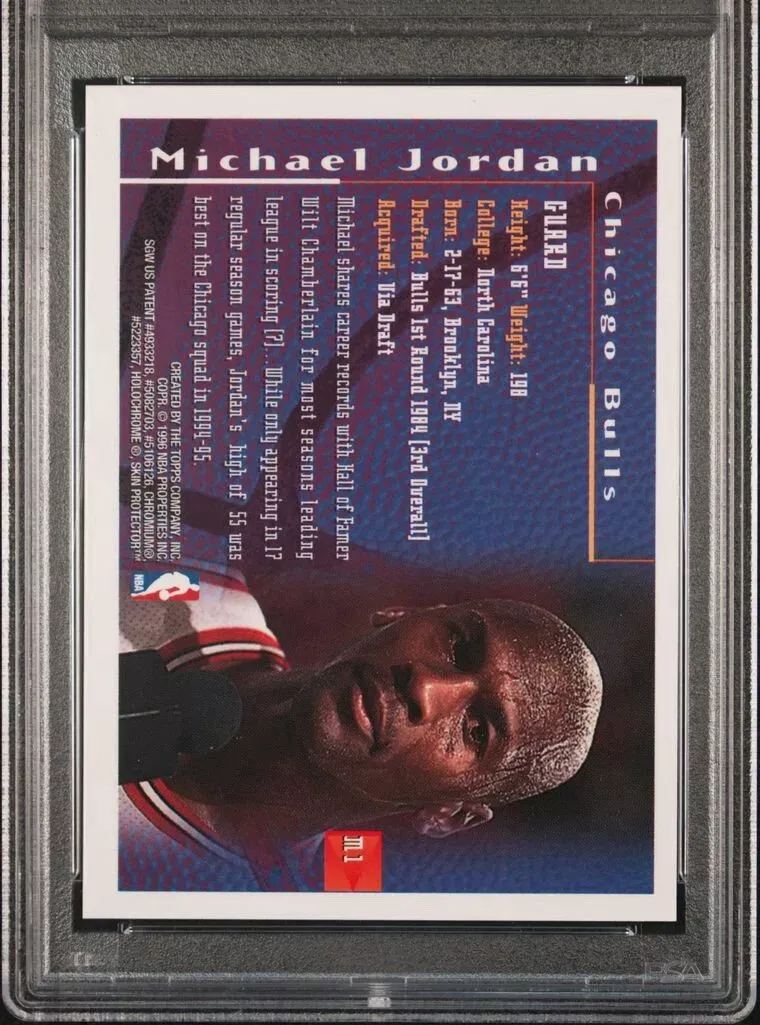 Michael Jordan
Chicago Bulls
GUARD
Height: 6'6" Weight: 198
College: North Carolina
Born: 2-17-63, Brooklyn, NY
Drafted: Bulls 1st Round 1984 [3rd Overall]
Acquired: Via Draft
Michael shares career records with Hall of Famer
Wilt Chamberlain for most seasons leading
league in scoring [7]... While only appearing in 17
regular season games, Jordan's high of 55 was
best on the Chicago squad in 1994-95.
CREATED BY THE TOPPS COMPANY, INC
COPR. © 1996 NBA PROPERTIES INC
SGW US PATENT #4933218, #5082703, #5106126, CHROMIUM®
#5223357, HOLOCHROME®, SKIN PROTECTOR™
NBA
M 1
PSA